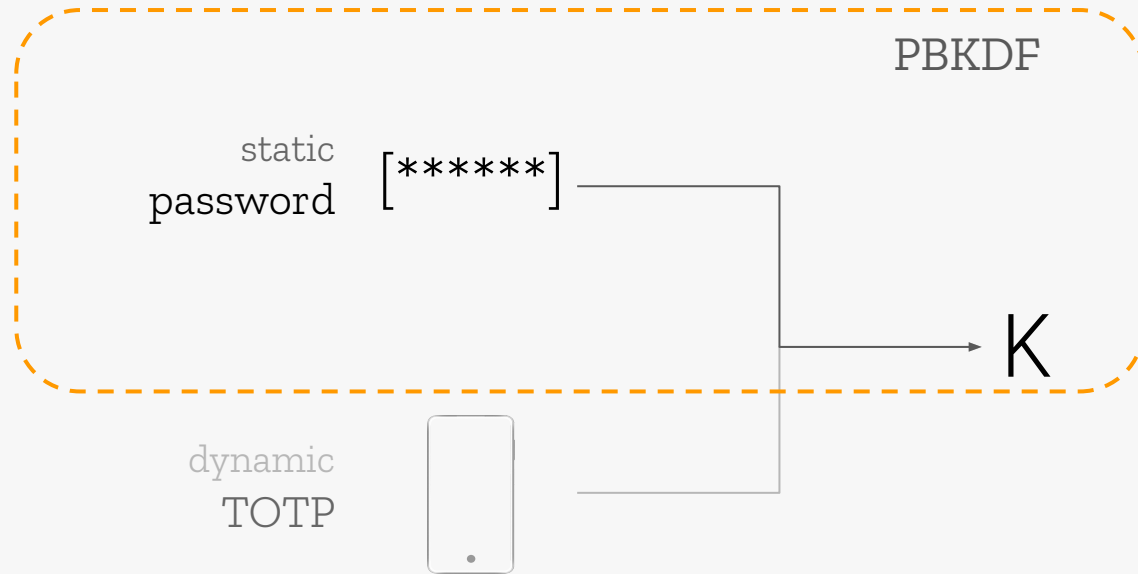 PBKDF
static
password [******]
K
dynamic
TOTP